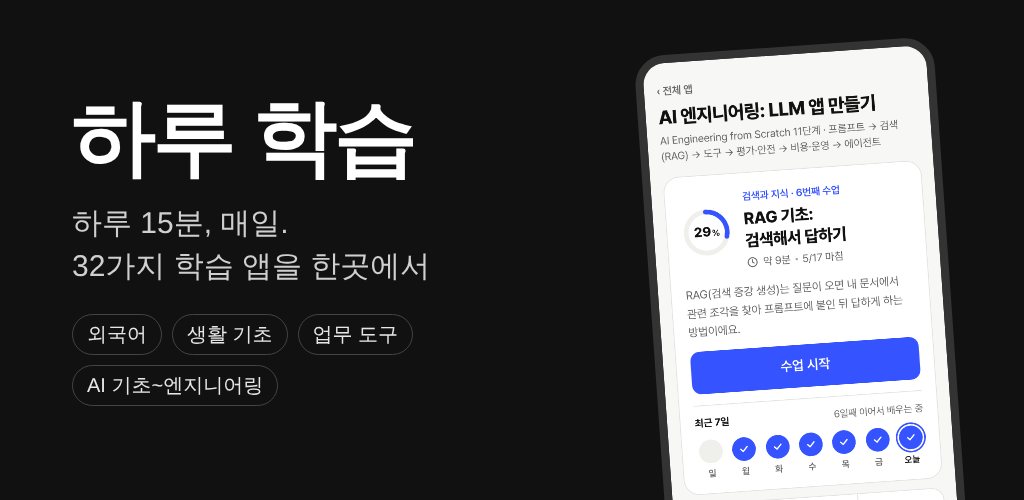 하루 학습
하루 15분, 매일.
32가지 학습 앱을 한곳에서
외국어
생활 기초
업무 도구
AI 기초~엔지니어링
‹ 전체 앱
AI 엔지니어링: LLM 앱 만들기
AI Engineering from Scratch 11단계 · 프롬프트 → 검색
(RAG) → 도구 → 평가·안전 → 비용·운영 → 에이전트
검색과 지식 · 6번째 수업
29%
RAG 기초:
검색해서 답하기
약 9분 · 5/17 마침
RAG(검색 증강 생성)는 질문이 오면 내 문서에서
관련 조각을 찾아 프롬프트에 붙인 뒤 답하게 하는
방법이에요.
수업 시작
최근 7일
6일째 이어서 배우는 중
일 월 화 수 목 금 오늘